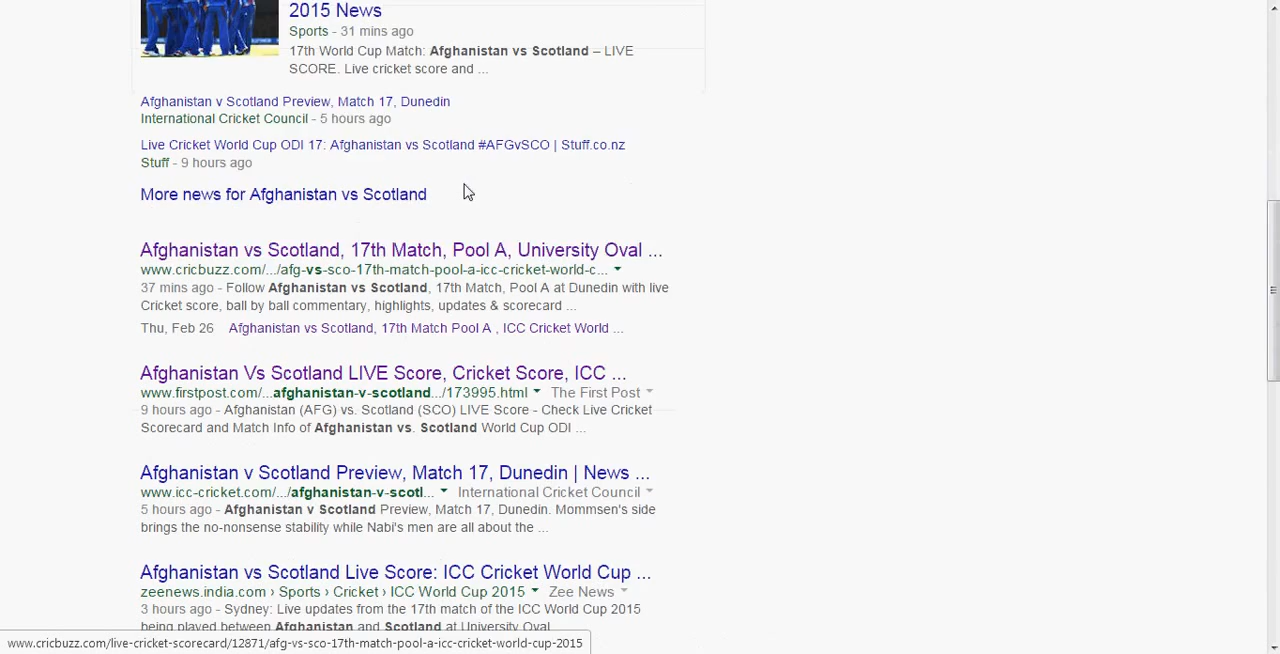 2015 News
Sports - 31 mins ago
17th World Cup Match: Afghanistan vs Scotland – LIVE
SCORE. Live cricket score and ...
Afghanistan v Scotland Preview, Match 17, Dunedin
International Cricket Council - 5 hours ago
Live Cricket World Cup ODI 17: Afghanistan vs Scotland #AFGvSCO | Stuff.co.nz
Stuff - 9 hours ago
More news for Afghanistan vs Scotland
Afghanistan vs Scotland, 17th Match, Pool A, University Oval ...
www.cricbuzz.com/.../afg-vs-sco-17th-match-pool-a-icc-cricket-world-c...
37 mins ago - Follow Afghanistan vs Scotland, 17th Match, Pool A at Dunedin with live
Cricket score, ball by ball commentary, highlights, updates & scorecard ...
Thu, Feb 26 Afghanistan vs Scotland, 17th Match Pool A , ICC Cricket World ...
Afghanistan Vs Scotland LIVE Score, Cricket Score, ICC ...
www.firstpost.com/...afghanistan-v-scotland.../173995.html The First Post
9 hours ago - Afghanistan (AFG) vs. Scotland (SCO) LIVE Score - Check Live Cricket
Scorecard and Match Info of Afghanistan vs. Scotland World Cup ODI ...
Afghanistan v Scotland Preview, Match 17, Dunedin | News ...
www.icc-cricket.com/.../afghanistan-v-scotl... International Cricket Council
5 hours ago - Afghanistan v Scotland Preview, Match 17, Dunedin. Mommsen's side
brings the no-nonsense stability while Nabi's men are all about the ...
Afghanistan vs Scotland Live Score: ICC Cricket World Cup ...
zeenews.india.com › Sports › Cricket › ICC World Cup 2015 Zee News
3 hours ago - Sydney: Live updates from the 17th match of the ICC World Cup 2015
being played between Afghanistan and Scotland at University Oval
www.cricbuzz.com/live-cricket-scorecard/12871/afg-vs-sco-17th-match-pool-a-icc-cricket-world-cup-2015